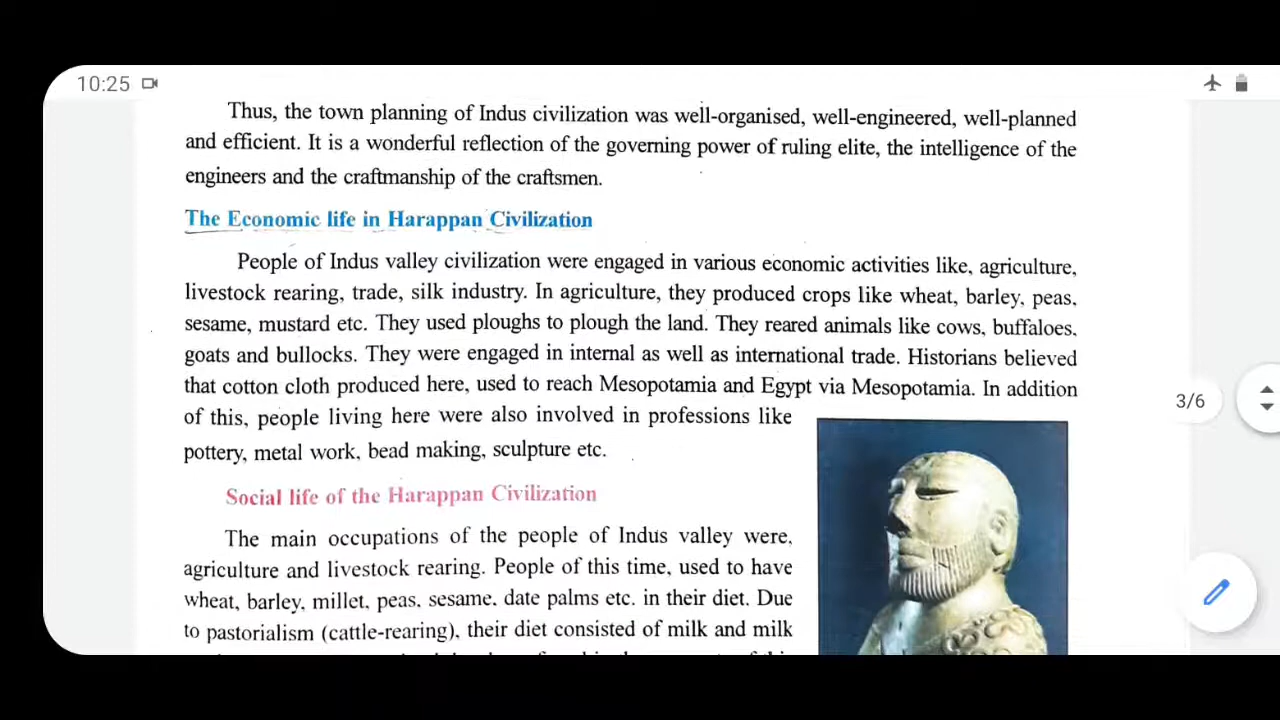 10:25
Thus, the town planning of Indus civilization was well-organised, well-engineered, well-planned
and efficient. It is a wonderful reflection of the governing power of ruling elite, the intelligence of the
engineers and the craftmanship of the craftsmen.
The Economic life in Harappan Civilization
People of Indus valley civilization were engaged in various economic activities like, agriculture,
livestock rearing, trade, silk industry. In agriculture, they produced crops like wheat, barley, peas,
sesame, mustard etc. They used ploughs to plough the land. They reared animals like cows, buffaloes,
goats and bullocks. They were engaged in internal as well as international trade. Historians believed
that cotton cloth produced here, used to reach Mesopotamia and Egypt via Mesopotamia. In addition
of this, people living here were also involved in professions like
pottery, metal work, bead making, sculpture etc.
3/6
Social life of the Harappan Civilization
The main occupations of the people of Indus valley were,
agriculture and livestock rearing. People of this time, used to have
wheat, barley, millet, peas, sesame, date palms etc. in their diet. Due
to pastorialism (cattle-rearing), their diet consisted of milk and milk